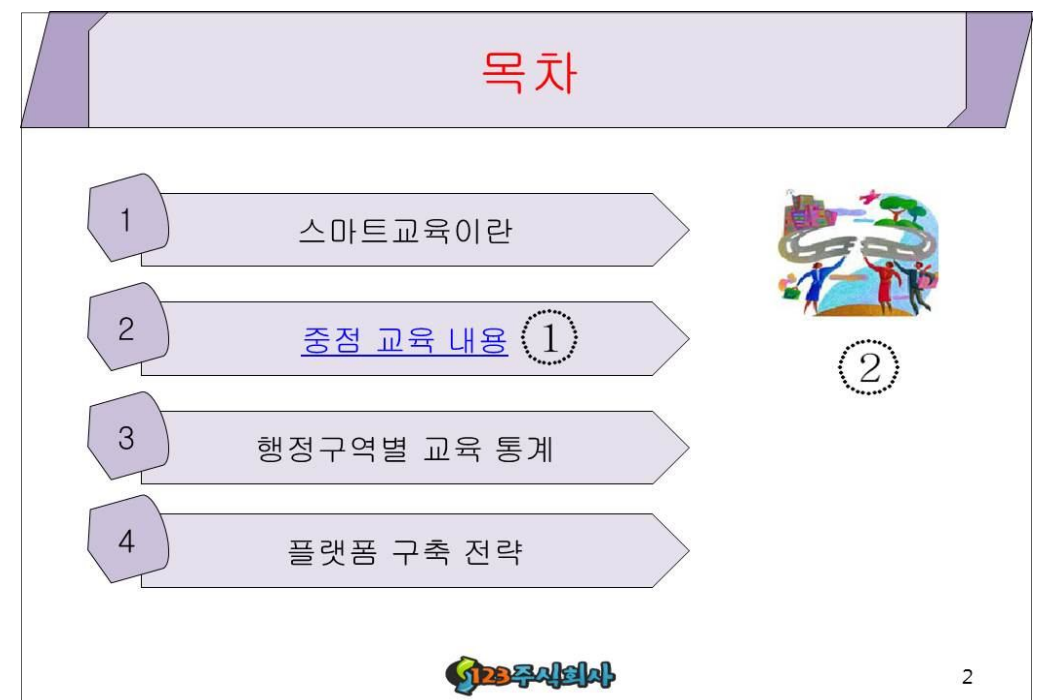 목차
1
스마트교육이란
2
중점 교육 내용 ①
②
3
행정구역별 교육 통계
4
플랫폼 구축 전략
123주식회사
2